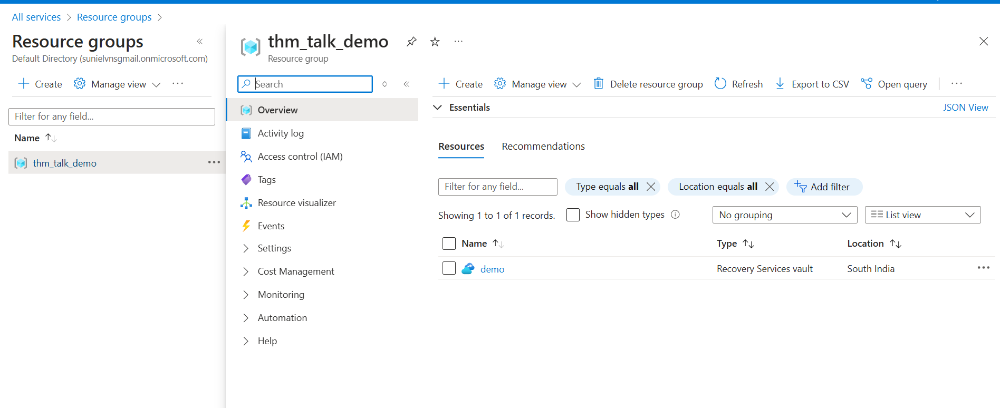 All services > Resource groups >
Resource groups
Default Directory (sunielvnsgmail.onmicrosoft.com)
Create Manage view
Filter for any field...
Name
thm_talk_demo
thm_talk_demo
Resource group
Search
Overview
Activity log
Access control (IAM)
Tags
Resource visualizer
Events
Settings
Cost Management
Monitoring
Automation
Help
Create Manage view Delete resource group Refresh Export to CSV Open query
Essentials JSON View
Resources Recommendations
Filter for any field... Type equals all Location equals all Add filter
Showing 1 to 1 of 1 records. Show hidden types No grouping List view
Name Type Location
demo Recovery Services vault South India